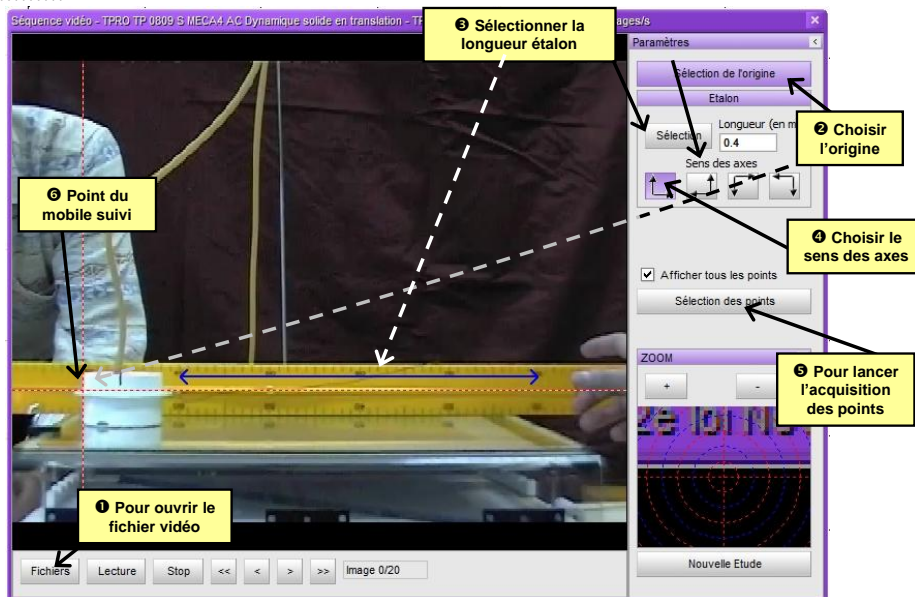 Séquence vidéo - TPRO TP 0809 S MECA4 AC Dynamique solide en translation - TP
ages/s
❸ Sélectionner la
longueur étalon
Paramètres
Sélection de l'origine
Etalon
Sélection
Longueur (en m
0.4
Sens des axes
❷ Choisir
l'origine
❻ Point du
mobile suivi
❹ Choisir le
sens des axes
Afficher tous les points
Sélection des points
ZOOM
+
-
❺ Pour lancer
l'acquisition
des points
❶ Pour ouvrir le
fichier vidéo
Fichiers
Lecture
Stop
<<
<
>
>>
Image 0/20
Nouvelle Etude